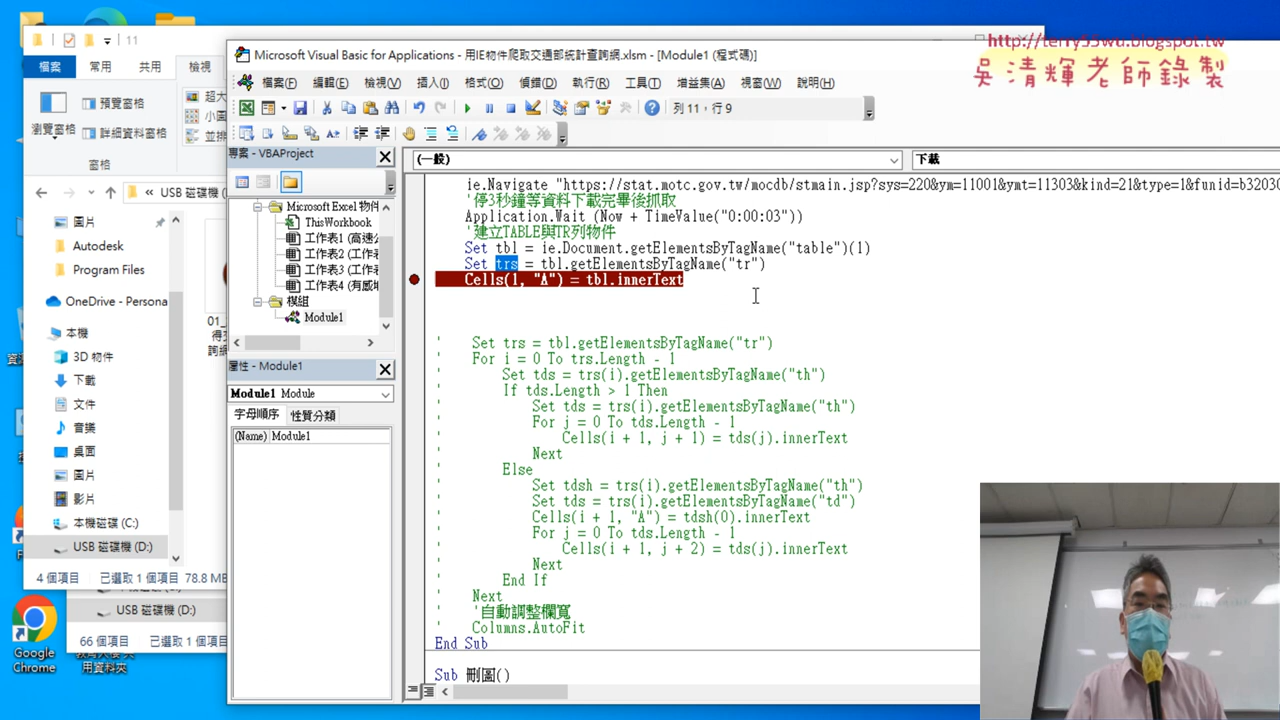 http://terry55wu.blogspot.tw
吳清輝老師錄製
11
檔案 常用 共用 檢視
瀏覽窗格
預覽窗格
詳細資料窗格
窗格
USB 磁碟機 (
圖片
Autodesk
Program Files
OneDrive - Persona
本機
3D 物件
下載
文件
音樂
桌面
圖片
影片
本機磁碟 (C:)
USB 磁碟機 (D:)
4 個項目 已選取 1 個項目 78.8 MB
USB 磁碟機 (D:)
66 個項目 已選取 1 個項目
Google
Chrome
用資料夾
Microsoft Visual Basic for Applications - 用IE物件爬取交通部統計查詢網.xlsm - [Module1 (程式碼)]
檔案(F) 編輯(E) 檢視(V) 插入(I) 格式(O) 偵錯(D) 執行(R) 工具(T) 增益集(A) 視窗(W) 說明(H)
列 11，行 9
專案 - VBAProject
Microsoft Excel 物件
ThisWorkbook
工作表1 (高速公
工作表2 (三
工作表3 (三
工作表4 (有感地
模組
Module1
屬性 - Module1
Module1 Module
字母順序 性質分類
(Name) Module1
(一般) 下載
ie.Navigate "https://stat.motc.gov.tw/mocdb/stmain.jsp?sys=220&ym=11001&ymt=11303&kind=21&type=1&funid=b32030
'停3秒鐘等資料下載完畢後抓取
Application.Wait (Now + TimeValue("0:00:03"))
'建立TABLE與TR列物件
Set tbl = ie.Document.getElementsByTagName("table")(1)
Set trs = tbl.getElementsByTagName("tr")
Cells(1, "A") = tbl.innerText
' Set trs = tbl.getElementsByTagName("tr")
' For i = 0 To trs.Length - 1
' Set tds = trs(i).getElementsByTagName("th")
' If tds.Length > 1 Then
' Set tds = trs(i).getElementsByTagName("th")
' For j = 0 To tds.Length - 1
' Cells(i + 1, j + 1) = tds(j).innerText
' Next
' Else
' Set tdsh = trs(i).getElementsByTagName("th")
' Set tds = trs(i).getElementsByTagName("td")
' Cells(i + 1, "A") = tdsh(0).innerText
' For j = 0 To tds.Length - 1
' Cells(i + 1, j + 2) = tds(j).innerText
' Next
' End If
' Next
' '自動調整欄寬
' Columns.AutoFit
End Sub
Sub 刪圖()